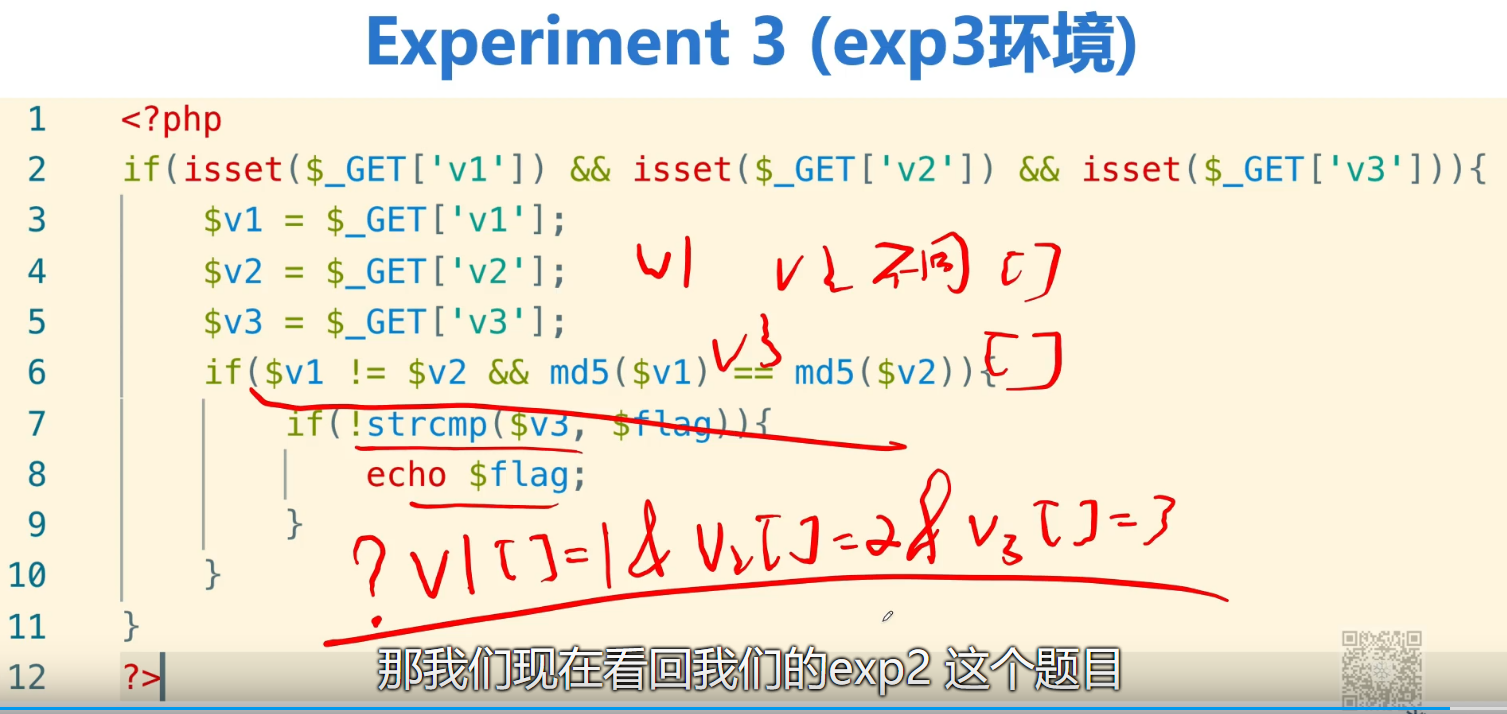 Experiment 3 (exp3环境)
1 <?php
2 if(isset($_GET['v1']) && isset($_GET['v2']) && isset($_GET['v3'])){
3 $v1 = $_GET['v1'];
4 $v2 = $_GET['v2'];
v1 v2 不同 []
5 $v3 = $_GET['v3'];
v3 []
6 if($v1 != $v2 && md5($v1) == md5($v2)){
7 if(!strcmp($v3, $flag)){
8 echo $flag;
9 }
?v1[]=1&v2[]=2&v3[]=3
10 }
11 }
12 ?>
那我们现在看回我们的exp2 这个题目